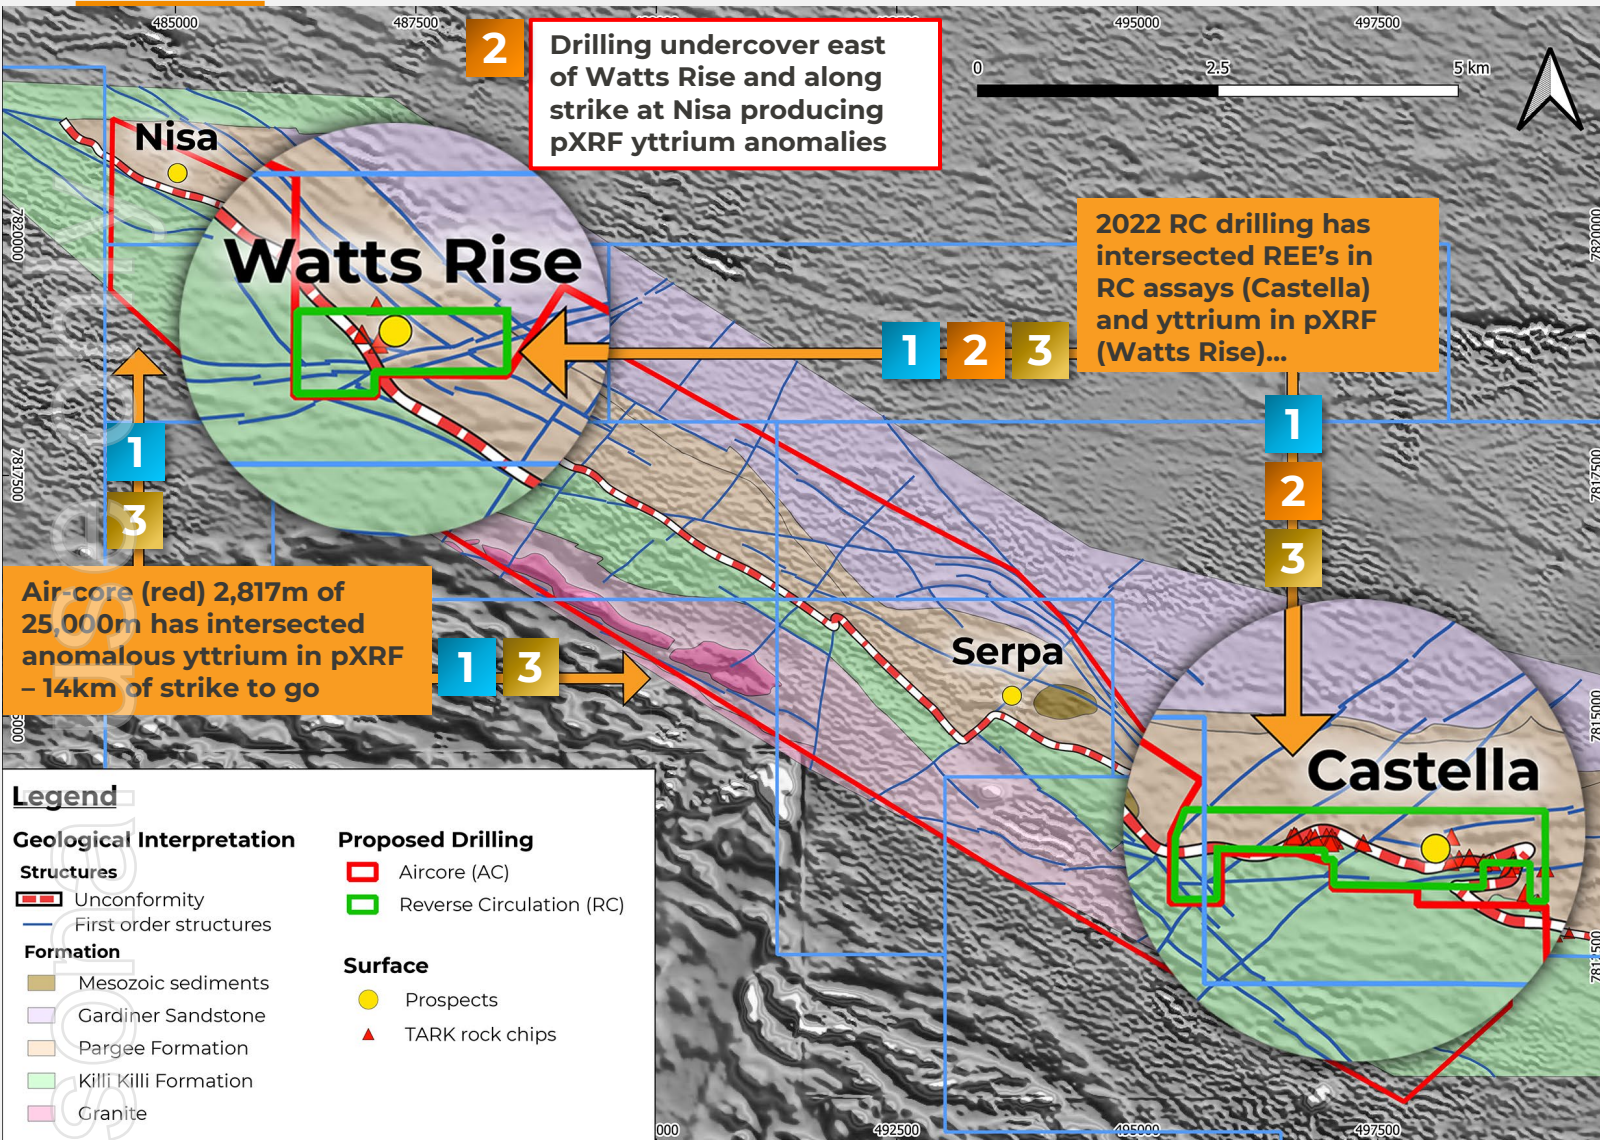 485000
487500
495000
497500
2
Drilling undercover east
of Watts Rise and along
strike at Nisa producing
pXRF yttrium anomalies
0
2.5
5 km
Nisa
Watts Rise
7820000
7820000
2022 RC drilling has
intersected REE's in
RC assays (Castella)
and yttrium in pXRF
(Watts Rise)...
1 2 3
1
2
3
1
3
7817500
7817500
Air-core (red) 2,817m of
25,000m has intersected
anomalous yttrium in pXRF
– 14km of strike to go
1 3
Serpa
5000
7815000
Castella
7812500
Legend
Geological Interpretation
Structures
Unconformity
First order structures
Formation
Mesozoic sediments
Gardiner Sandstone
Pargee Formation
Killi Killi Formation
Granite
Proposed Drilling
Aircore (AC)
Reverse Circulation (RC)
Surface
Prospects
TARK rock chips
000
492500
495000
497500